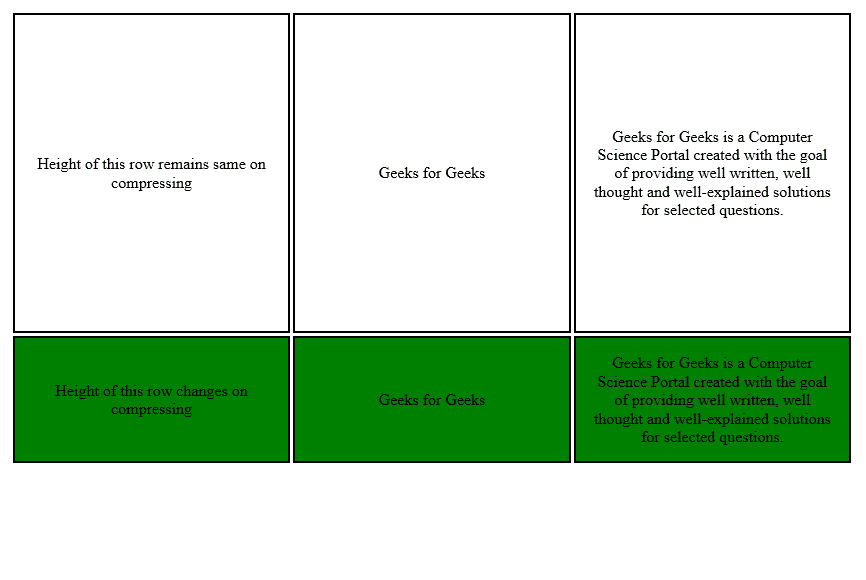 Height of this row remains same on
compressing
Geeks for Geeks
Geeks for Geeks is a Computer
Science Portal created with the goal
of providing well written, well
thought and well-explained solutions
for selected questions.
Height of this row changes on
compressing
Geeks for Geeks
Geeks for Geeks is a Computer
Science Portal created with the goal
of providing well written, well
thought and well-explained solutions
for selected questions.